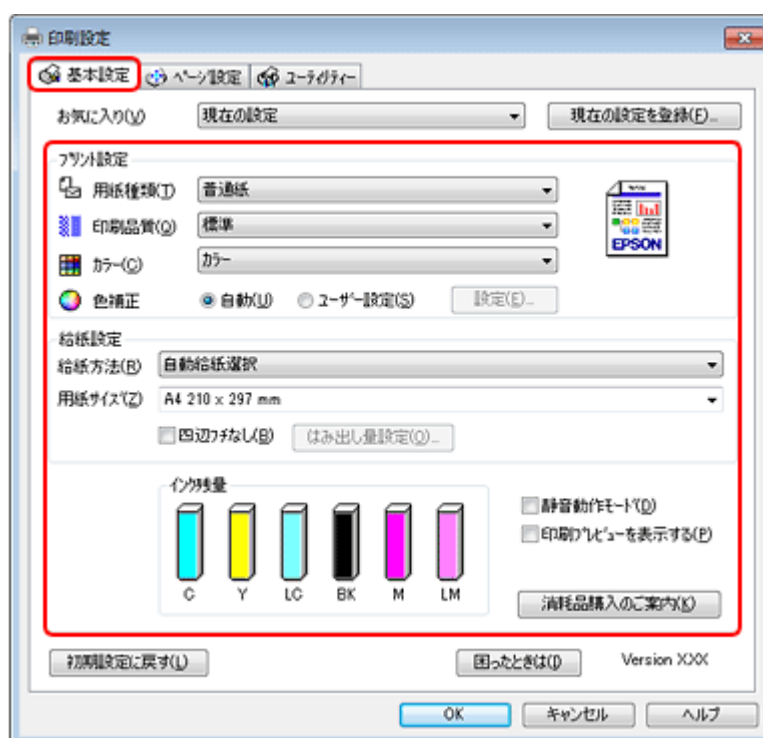 印刷設定
基本設定 ページ設定 ユーティリティー
お気に入り(V) 現在の設定 現在の設定を登録(F)...
プリント設定
用紙種類(T) 普通紙
印刷品質(Q) 標準
EPSON
カラー(C) カラー
色補正 自動(U) ユーザー設定(S) 設定(E)...
給紙設定
給紙方法(R) 自動給紙選択
用紙サイズ(Z) A4 210 x 297 mm
四辺フチなし(B) はみ出し量設定(O)...
インク残量
静音動作モード(D)
印刷プレビューを表示する(P)
C Y LC BK M LM
消耗品購入のご案内(K)
初期設定に戻す(L) 困ったときは(I) Version X.XX
OK キャンセル ヘルプ